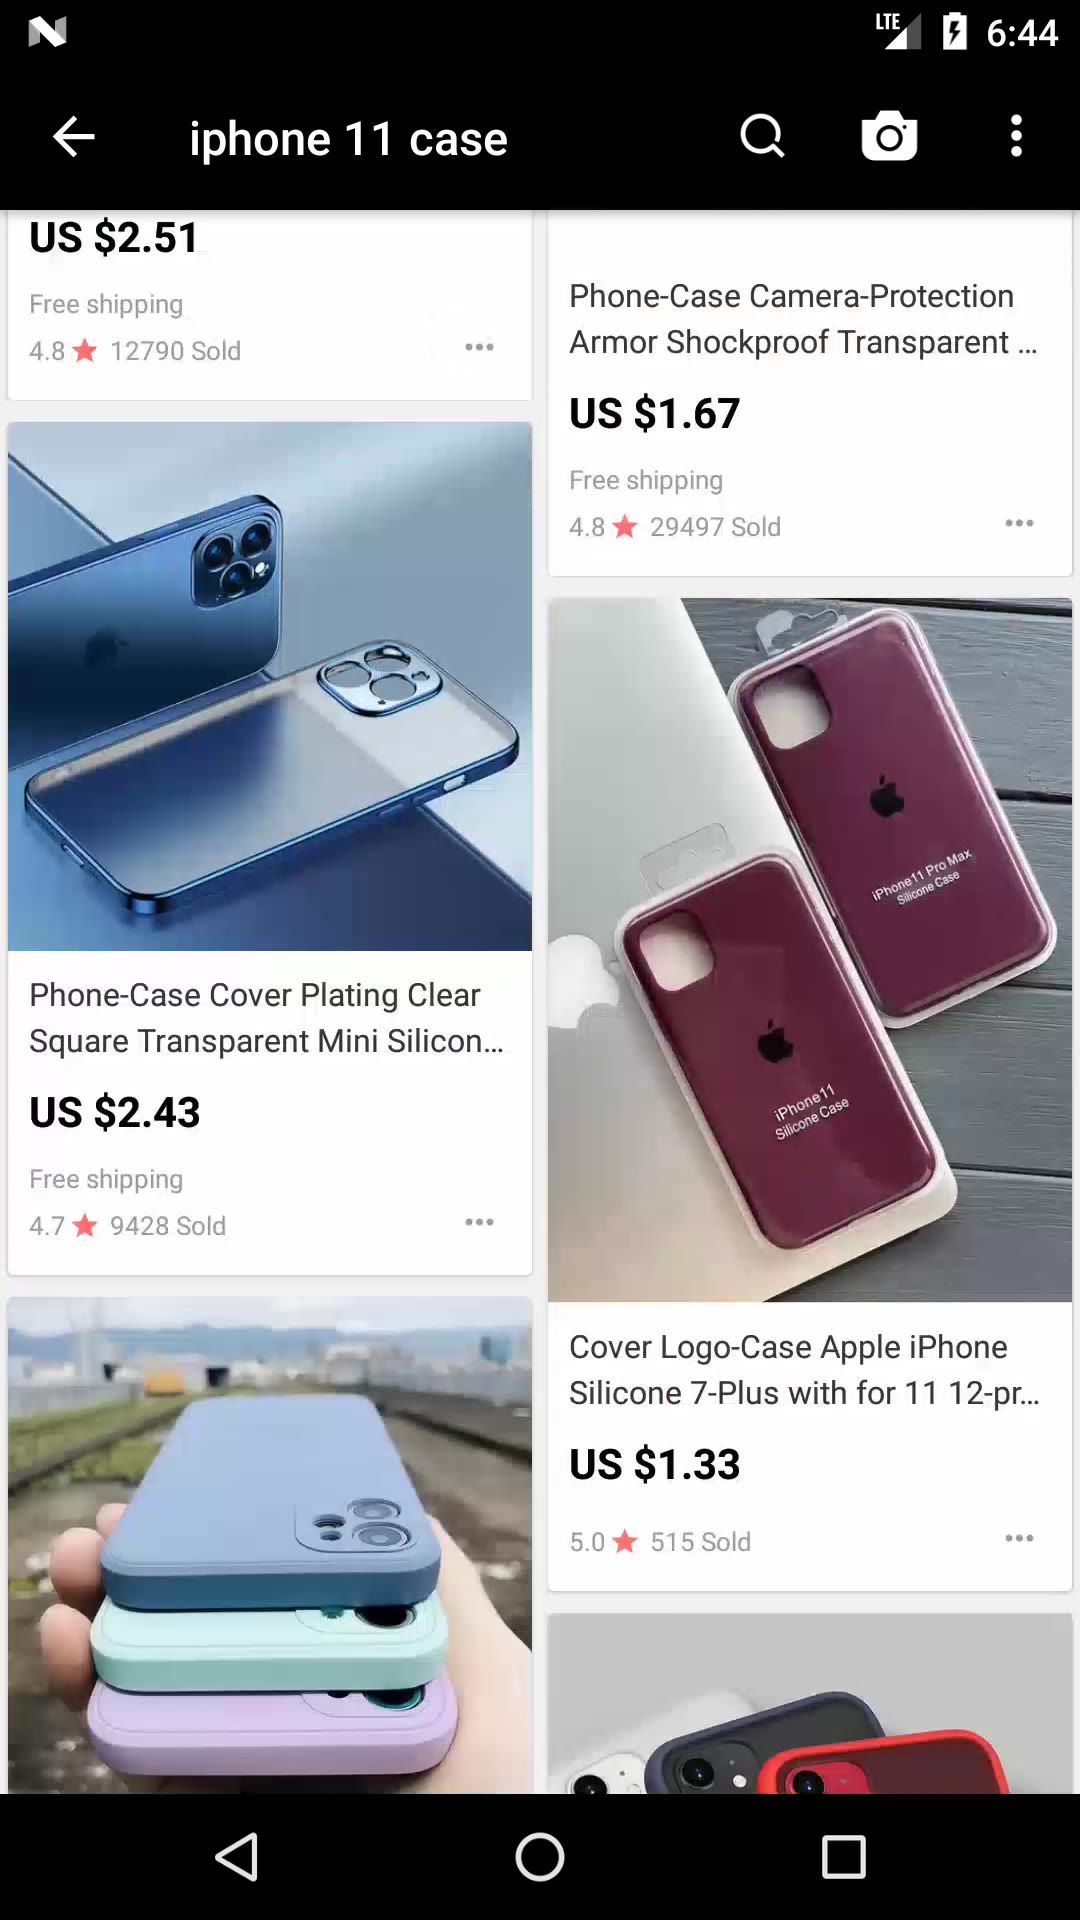 LTE 6:44
iphone 11 case
US $2.51
Free shipping
4.8 12790 Sold
Phone-Case Cover Plating Clear
Square Transparent Mini Silicon...
US $2.43
Free shipping
4.7 9428 Sold
Phone-Case Camera-Protection
Armor Shockproof Transparent ...
US $1.67
Free shipping
4.8 29497 Sold
iPhone11 Pro Max
Silicone Case
iPhone11
Silicone Case
Cover Logo-Case Apple iPhone
Silicone 7-Plus with for 11 12-pr...
US $1.33
5.0 515 Sold